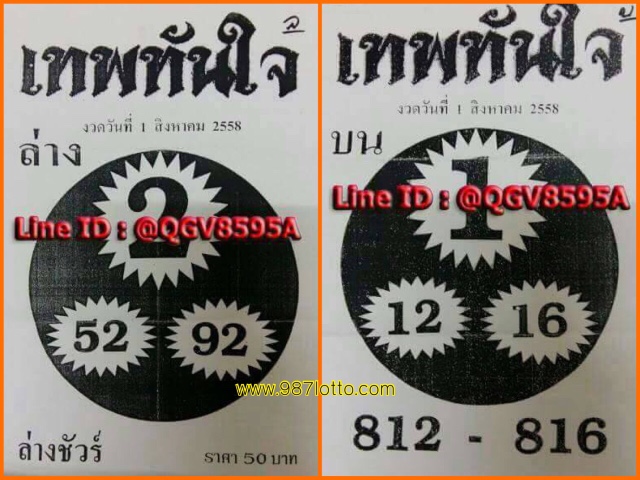 ล
เทพทันใจ
งวดวันที่ 1 สิงหาคม 2558
ล่าง
2
Line ID : @QGV8595A
52 92
ล่างชัวร์
ราคา 50 บาท
เทพทันใจ
งวดวันที่ 1 สิงหาคม 2558
บน
1
Line ID : @QGV8595A
12 16
812 - 816
www.987lotto.com